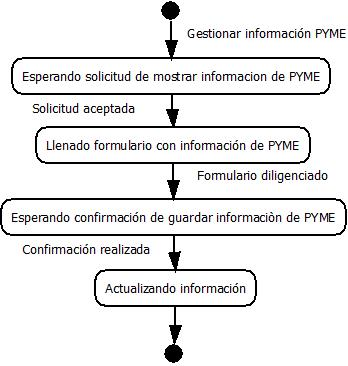 Gestionar información PYME
Esperando solicitud de mostrar informacion de PYME
Solicitud aceptada
Llenado formulario con información de PYME
Formulario diligenciado
Esperando confirmación de guardar informaciòn de PYME
Confirmación realizada
Actualizando información